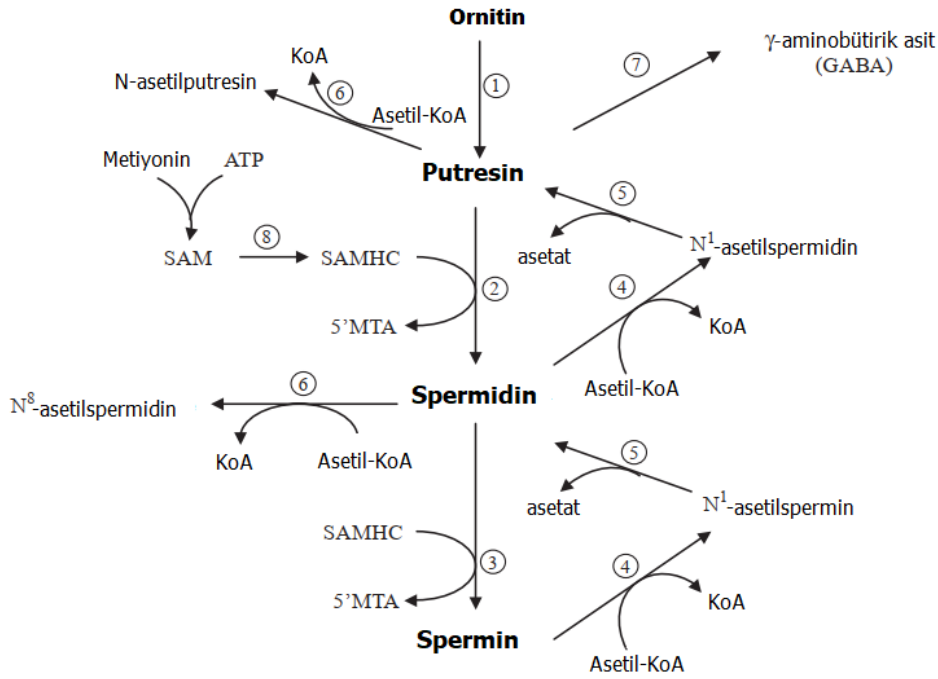 Ornitin
KoA
γ-aminobütirik asit
(GABA)
N-asetilputresin
6
1
7
Asetil-KoA
Metiyonin
ATP
Putresin
5
SAM
8
SAMHC
asetat
N¹-asetilspermidin
2
4
5'MTA
KoA
6
Spermidin
Asetil-KoA
N⁸-asetilspermidin
KoA
Asetil-KoA
5
asetat
N¹-asetilspermin
SAMHC
3
4
5'MTA
KoA
Spermin
Asetil-KoA